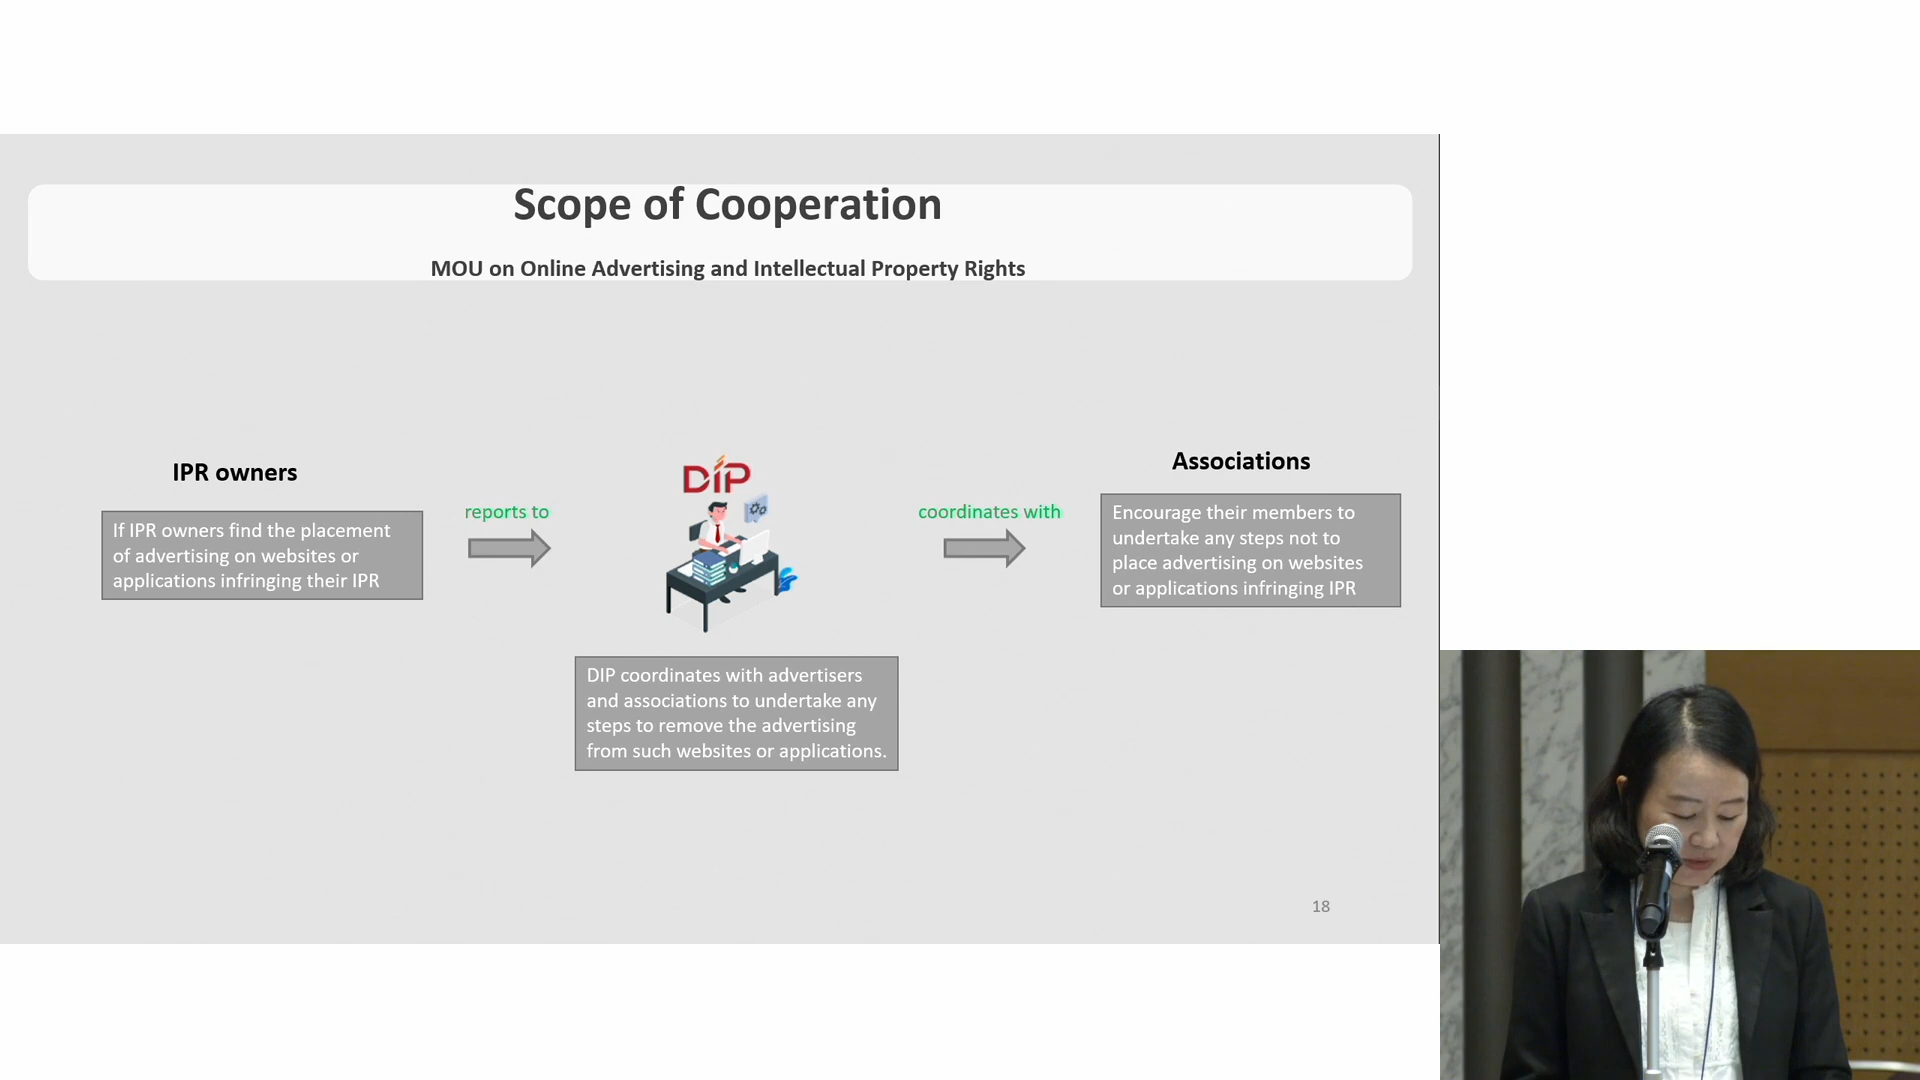 Scope of Cooperation
MOU on Online Advertising and Intellectual Property Rights
IPR owners
If IPR owners find the placement
of advertising on websites or
applications infringing their IPR
reports to
DIP
DIP coordinates with advertisers
and associations to undertake any
steps to remove the advertising
from such websites or applications.
coordinates with
Associations
Encourage their members to
undertake any steps not to
place advertising on websites
or applications infringing IPR
18